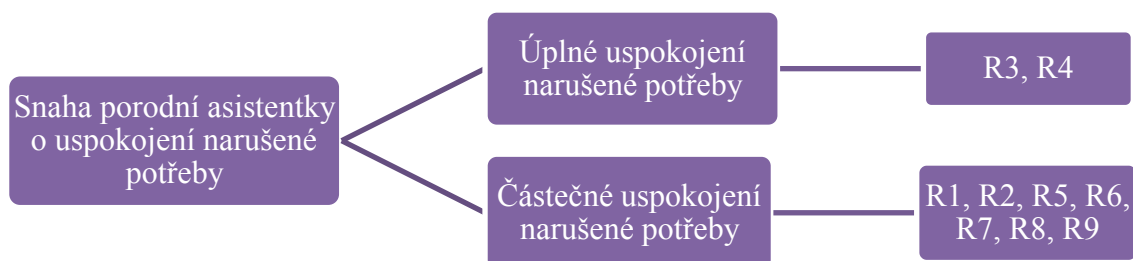 Snaha porodní asistentky
o uspokojení narušené
potřeby
Úplné uspokojení
narušené potřeby
R3, R4
Částečné uspokojení
narušené potřeby
R1, R2, R5, R6,
R7, R8, R9